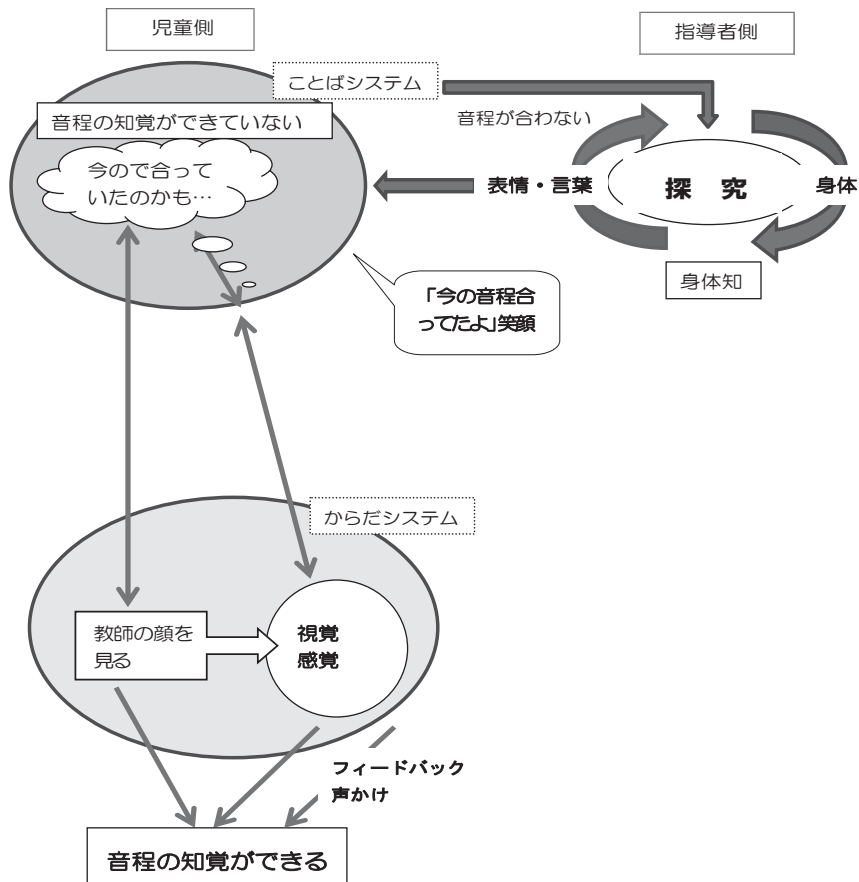 児童側
指導者側
ことばシステム
音程の知覚ができていない
音程が合わない
今ので合って
いたのかも…
表情・言葉
探 究
身体
身体知
「今の音程合
ってたよ」笑顔
からだシステム
教師の顔を
見る
視覚
感覚
フィードバック
声かけ
音程の知覚ができる